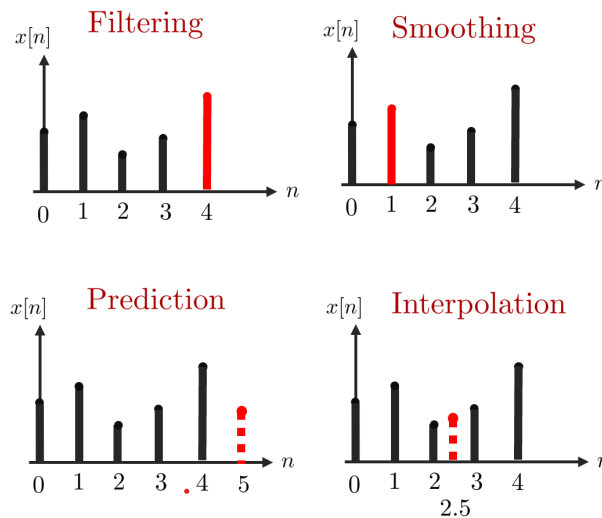 Filtering
x[n]
n
0 1 2 3 4
Smoothing
x[n]
0 1 2 3 4
Prediction
x[n]
n
0 1 2 3 4 5
Interpolation
x[n]
0 1 2 3 4
2.5